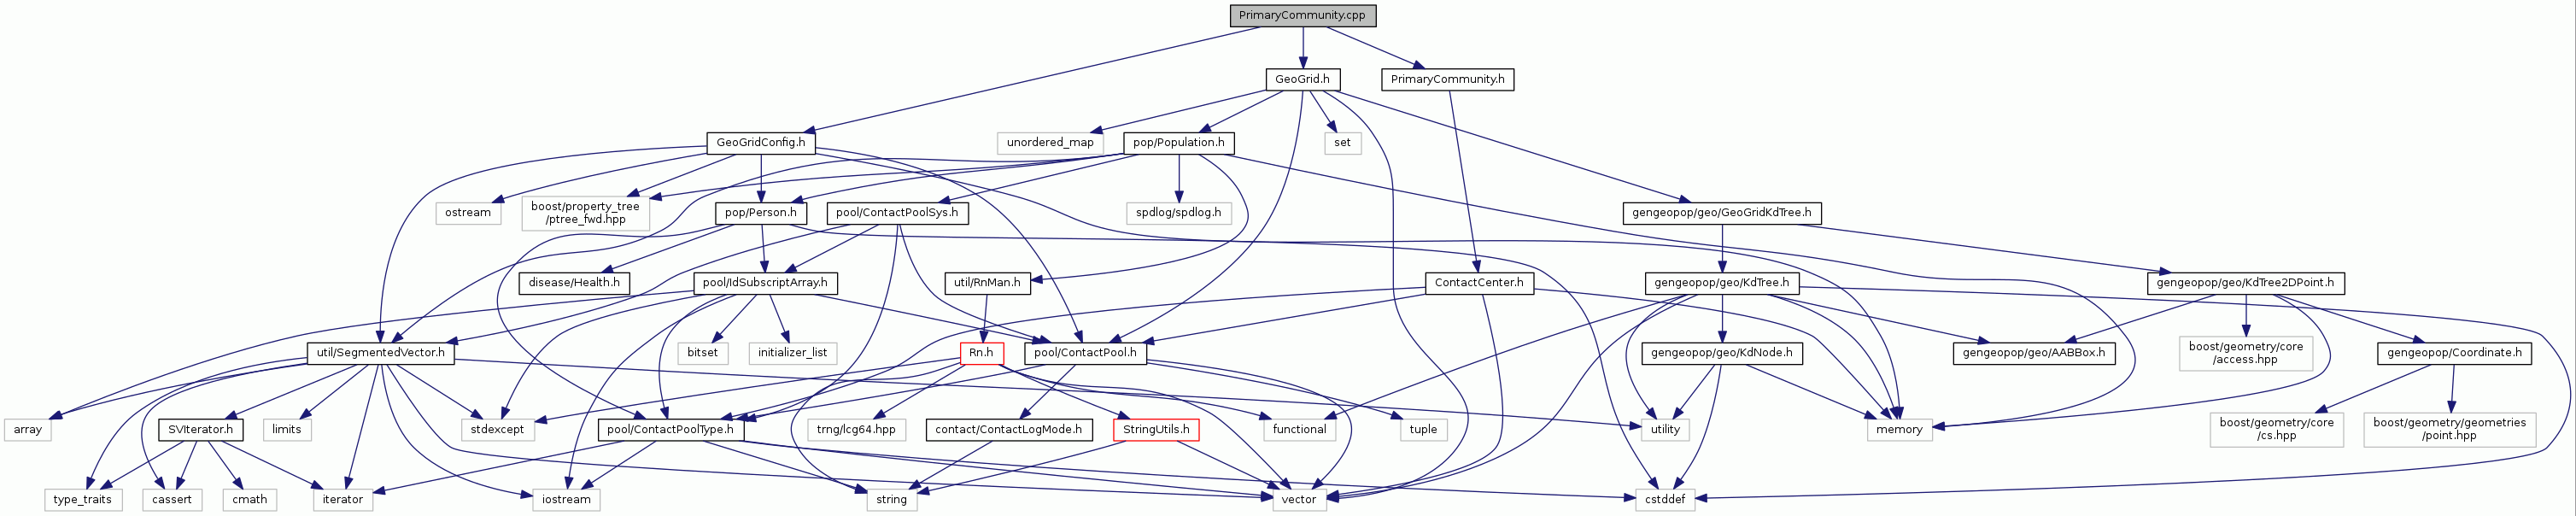 PrimaryCommunity.cpp
GeoGrid.h
PrimaryCommunity.h
GeoGridConfig.h
unordered_map
pop/Population.h
set
ostream
boost/property_tree
/ptree_fwd.hpp
pop/Person.h
pool/ContactPoolSys.h
spdlog/spdlog.h
gengeopop/geo/GeoGridKdTree.h
disease/Health.h
pool/IdSubscriptArray.h
util/RnMan.h
ContactCenter.h
gengeopop/geo/KdTree.h
gengeopop/geo/KdTree2DPoint.h
util/SegmentedVector.h
bitset
initializer_list
Rn.h
pool/ContactPool.h
gengeopop/geo/KdNode.h
gengeopop/geo/AABBox.h
boost/geometry/core
/access.hpp
gengeopop/Coordinate.h
array
SVIterator.h
limits
stdexcept
pool/ContactPoolType.h
trng/lcg64.hpp
contact/ContactLogMode.h
StringUtils.h
functional
tuple
utility
memory
boost/geometry/core
/cs.hpp
boost/geometry/geometries
/point.hpp
type_traits
cassert
cmath
iterator
iostream
string
vector
cstddef